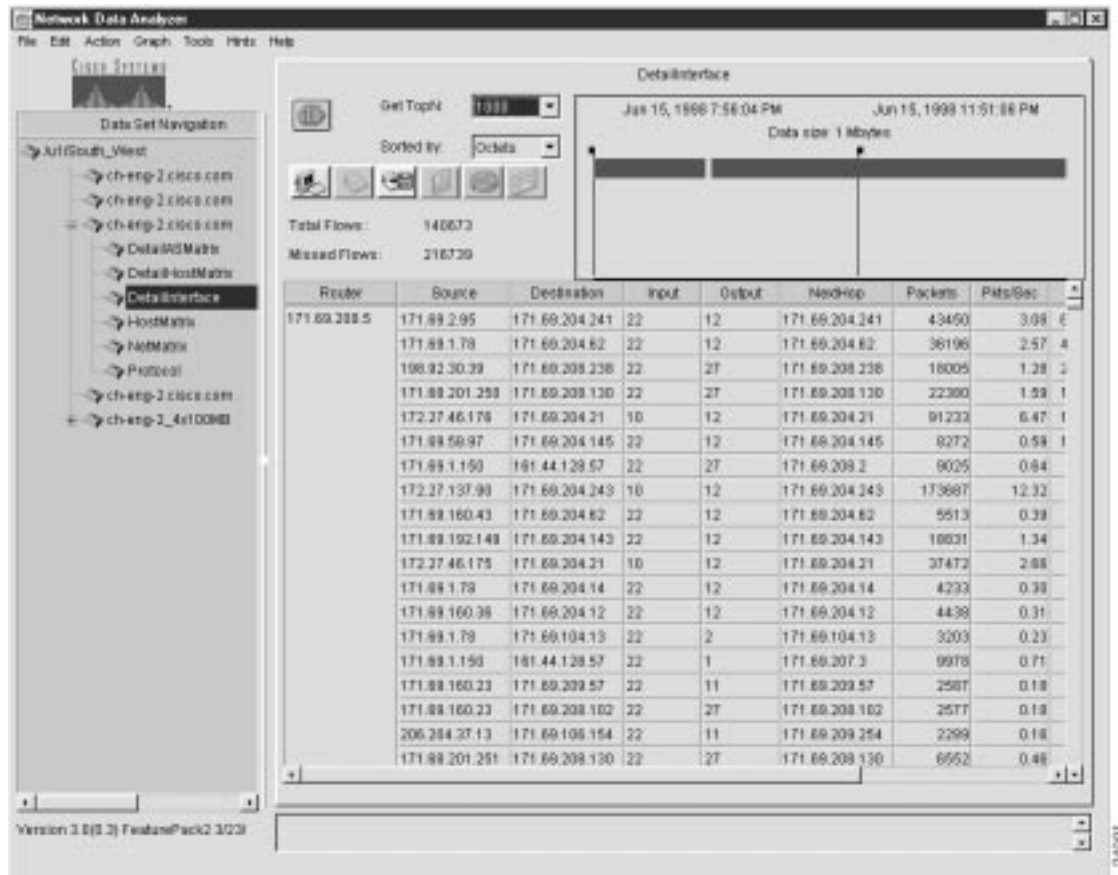 Network Data Analyzer
File Edit Action Graph Tools Hints Help
CISCO SYSTEMS
Data Set Navigation
South_West
ch-eng-2.cisco.com
ch-eng-2.cisco.com
ch-eng-2.cisco.com
DetailASMatrix
DetailHostMatrix
DetailInterface
HostMatrix
NetMatrix
Protocol
ch-eng-2.cisco.com
ch-eng-2_4x100MB
DetailInterface
Get TopN: 1000
Sorted by: Octets
Total Flows: 140673
Missed Flows: 216739
Jun 15, 1998 7:56:04 PM Jun 15, 1998 11:51:06 PM
Data size: 1 Mbytes
Router Source Destination Input Output NextHop Packets Pkts/Sec
171.69.208.5 171.69.2.95 171.69.204.241 22 12 171.69.204.241 43450 3.08
171.69.1.78 171.69.204.62 22 12 171.69.204.62 36196 2.57
198.92.30.39 171.69.208.238 22 27 171.69.208.238 18005 1.28
171.68.201.250 171.69.208.130 22 27 171.69.208.130 22380 1.59
172.27.46.176 171.69.204.21 10 12 171.69.204.21 91233 6.47
171.69.58.97 171.69.204.145 22 12 171.69.204.145 8272 0.59
171.69.1.150 161.44.128.57 22 27 171.69.208.2 9025 0.64
172.27.137.90 171.69.204.243 10 12 171.69.204.243 173687 12.32
171.68.160.43 171.69.204.62 22 12 171.69.204.62 5513 0.39
171.69.192.149 171.69.204.143 22 12 171.69.204.143 18831 1.34
172.27.46.175 171.69.204.21 10 12 171.69.204.21 37472 2.66
171.69.1.78 171.69.204.14 22 12 171.69.204.14 4233 0.30
171.69.160.36 171.69.204.12 22 12 171.69.204.12 4438 0.31
171.69.1.78 171.69.104.13 22 2 171.69.104.13 3203 0.23
171.69.1.150 161.44.128.57 22 1 171.69.207.3 9978 0.71
171.68.160.23 171.69.209.57 22 11 171.69.209.57 2587 0.18
171.68.160.23 171.69.208.102 22 27 171.69.208.102 2577 0.18
206.204.37.13 171.69.106.154 22 11 171.69.209.254 2299 0.16
171.68.201.251 171.69.208.130 22 27 171.69.208.130 6552 0.46
Version 3.0(0.3) FeaturePack2 3/23/